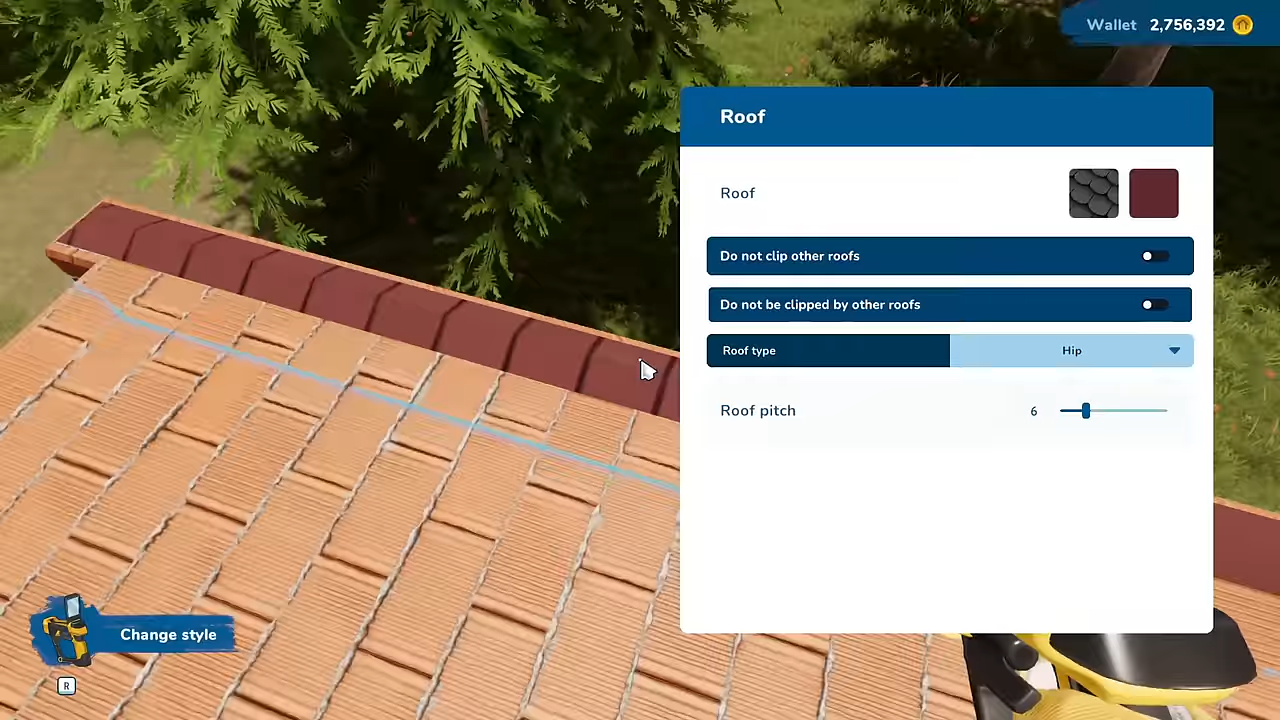 Wallet 2,756,392
Roof
Roof
Do not clip other roofs
Do not be clipped by other roofs
Roof type Hip
Roof pitch 6
Change style
R